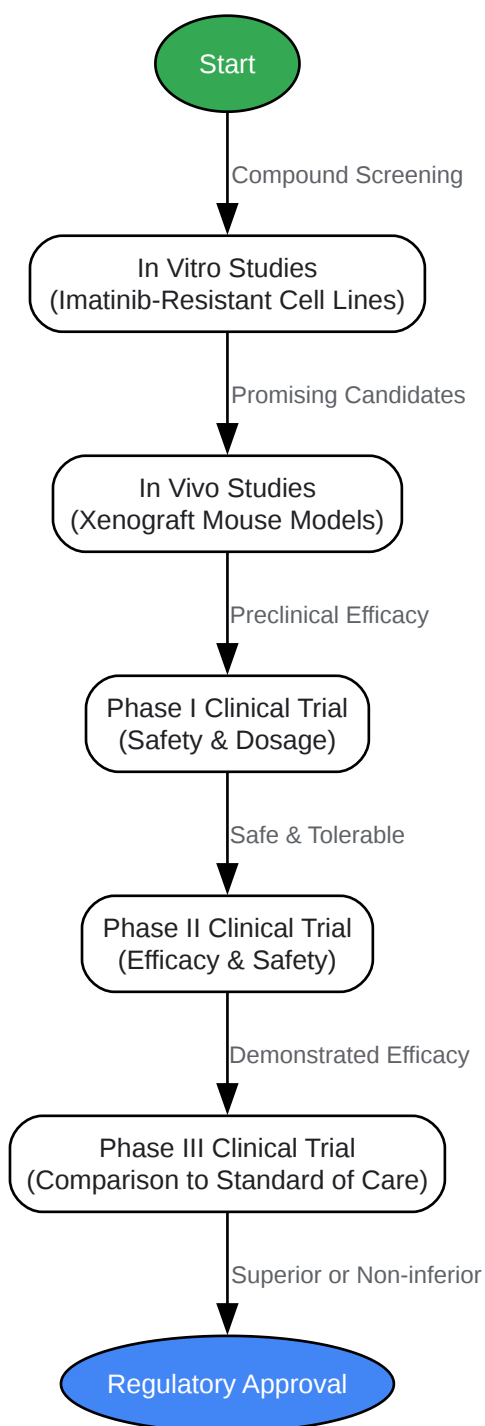 Start
Compound Screening
In Vitro Studies
(Imatinib-Resistant Cell Lines)
Promising Candidates
In Vivo Studies
(Xenograft Mouse Models)
Preclinical Efficacy
Phase I Clinical Trial
(Safety & Dosage)
Safe & Tolerable
Phase II Clinical Trial
(Efficacy & Safety)
Demonstrated Efficacy
Phase III Clinical Trial
(Comparison to Standard of Care)
Superior or Non-inferior
Regulatory Approval